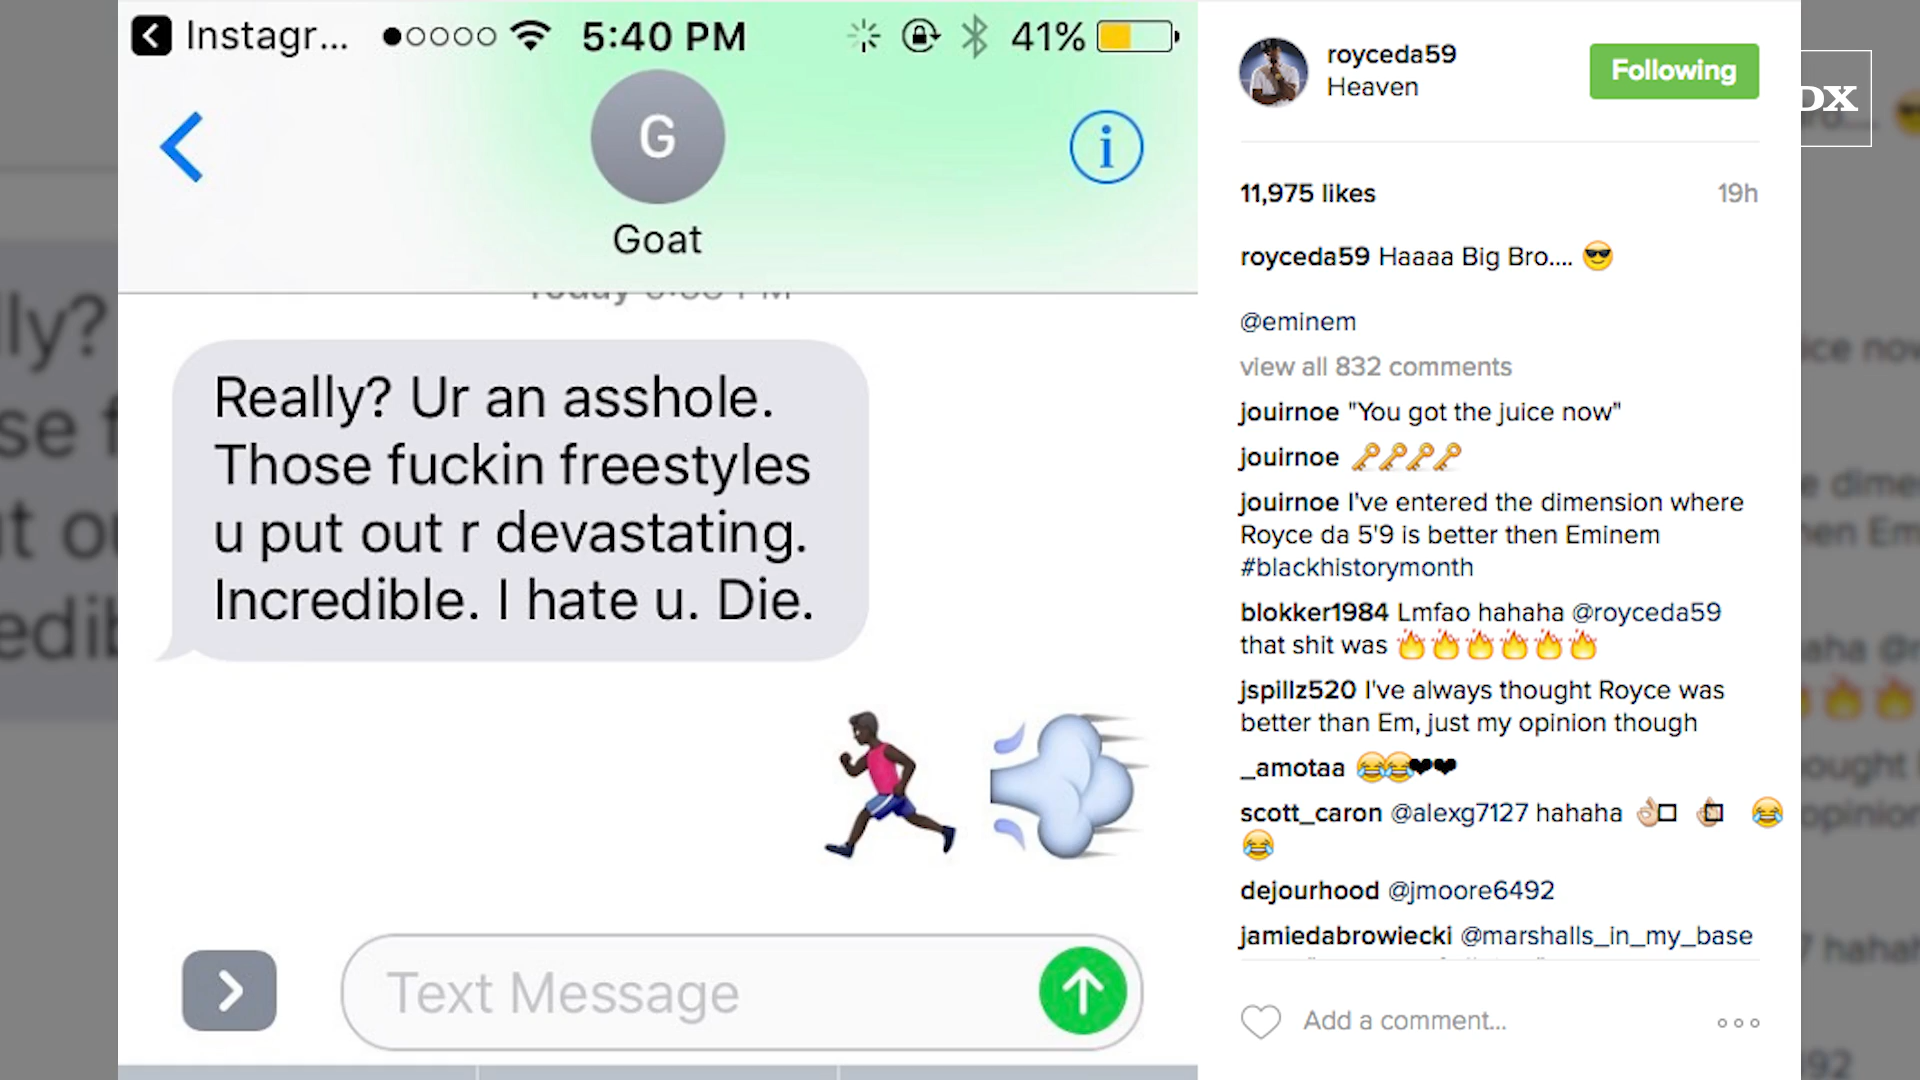 Instagr... 5:40 PM 41%
G
Goat
Really? Ur an asshole.
Those fuckin freestyles
u put out r devastating.
Incredible. I hate u. Die.
Text Message
royceda59
Heaven
Following
11,975 likes 19h
royceda59 Haaaa Big Bro.... 😎
@eminem
view all 832 comments
jouirnoe "You got the juice now"
jouirnoe 🔑🔑🔑🔑
jouirnoe I've entered the dimension where
Royce da 5'9 is better then Eminem
#blackhistorymonth
blokker1984 Lmfao hahaha @royceda59
that shit was 🔥🔥🔥🔥🔥🔥
jspillz520 I've always thought Royce was
better than Em, just my opinion though
_amotaa 😂😂❤❤
scott_caron @alexg7127 hahaha 👌 👌 😂
😂
dejourhood @jmoore6492
jamiedabrowiecki @marshalls_in_my_base
Add a comment...